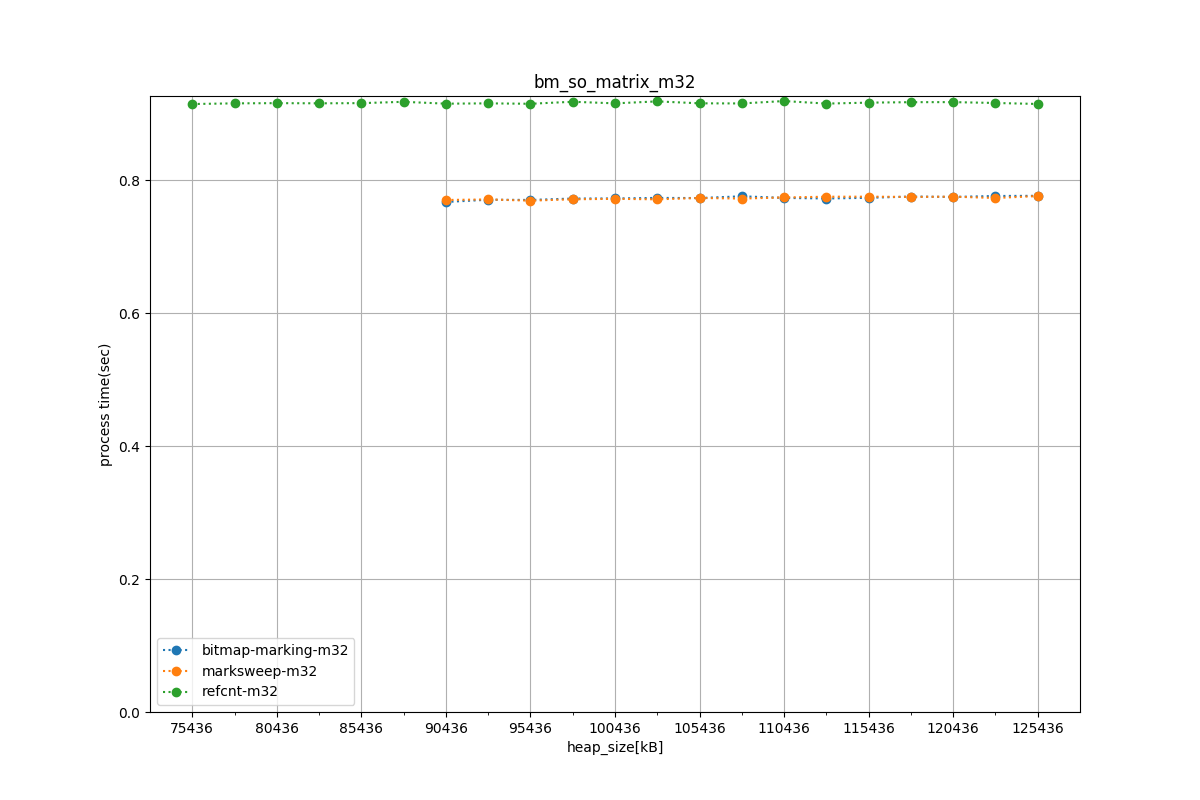 bm_so_matrix_m32
process time(sec)
0.8
0.6
0.4
0.2
0.0
bitmap-marking-m32
marksweep-m32
refcnt-m32
75436 80436 85436 90436 95436 100436 105436 110436 115436 120436 125436
heap_size[kB]